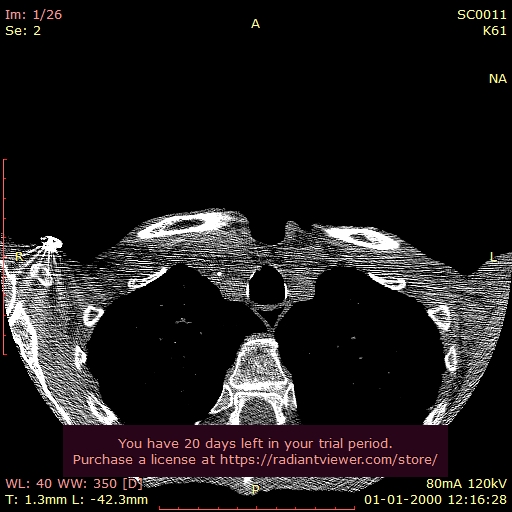 Im: 1/26
Se: 2
A
SC0011
K61
NA
R
L
You have 20 days left in your trial period.
Purchase a license at https://radiantviewer.com/store/
WL: 40 WW: 350 [D]
T: 1.3mm L: -42.3mm
P
80mA 120kV
01-01-2000 12:16:28